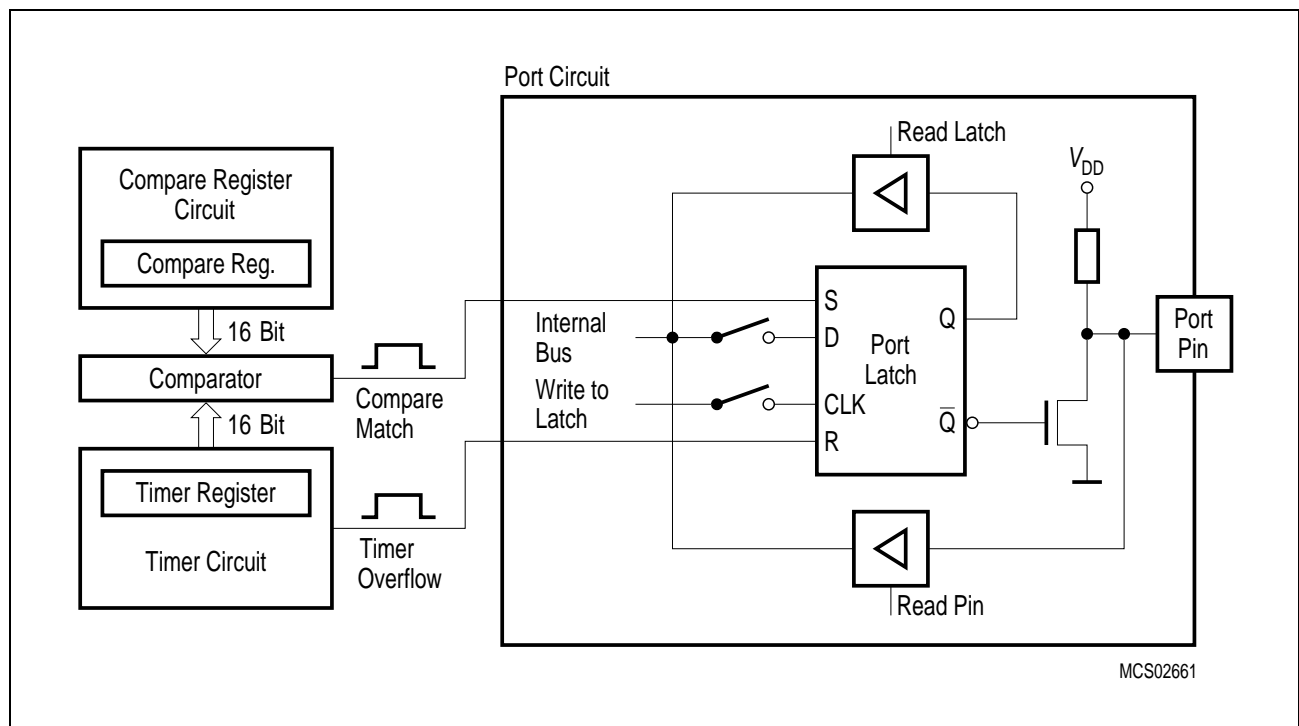 Port Circuit
Compare Register
Circuit
Compare Reg.
16 Bit
Comparator
16 Bit
Timer Register
Timer Circuit
Compare
Match
Timer
Overflow
Read Latch
V_DD
Internal
Bus
Write to
Latch
S
D
CLK
R
Port
Latch
Q
Q̅
Port
Pin
Read Pin
MCS02661